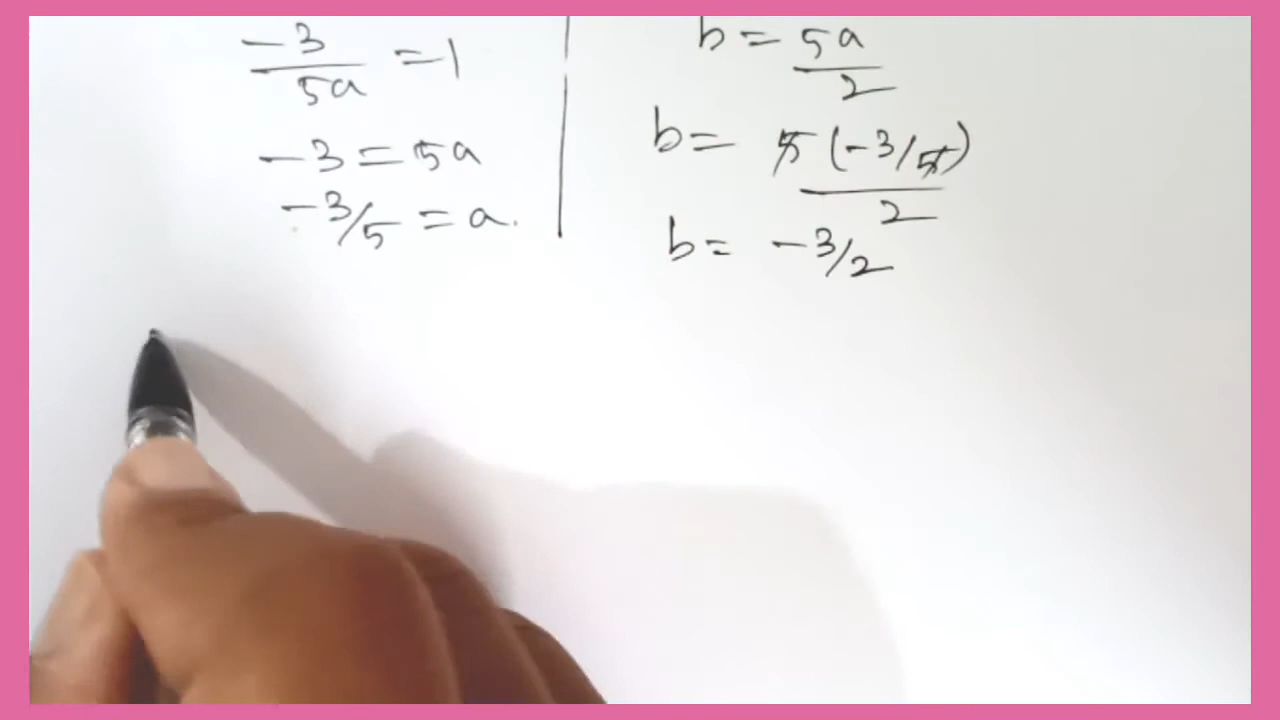 -3/5a = 1
-3 = 5a
-3/5 = a.
b = 5a/2
b = 5(-3/5)/2
b = -3/2